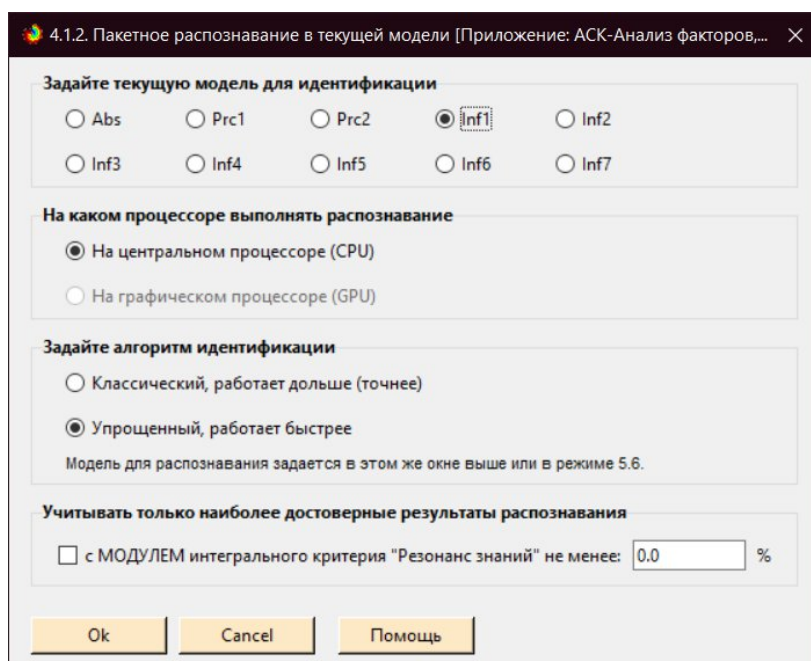 4.1.2. Пакетное распознавание в текущей модели [Приложение: АСК-Анализ факторов,...
Задайте текущую модель для идентификации
Abs Prc1 Prc2 Inf1 Inf2
Inf3 Inf4 Inf5 Inf6 Inf7
На каком процессоре выполнять распознавание
На центральном процессоре (CPU)
На графическом процессоре (GPU)
Задайте алгоритм идентификации
Классический, работает дольше (точнее)
Упрощенный, работает быстрее
Модель для распознавания задается в этом же окне выше или в режиме 5.6.
Учитывать только наиболее достоверные результаты распознавания
с МОДУЛЕМ интегрального критерия "Резонанс знаний" не менее: 0.0 %
Ok Cancel Помощь